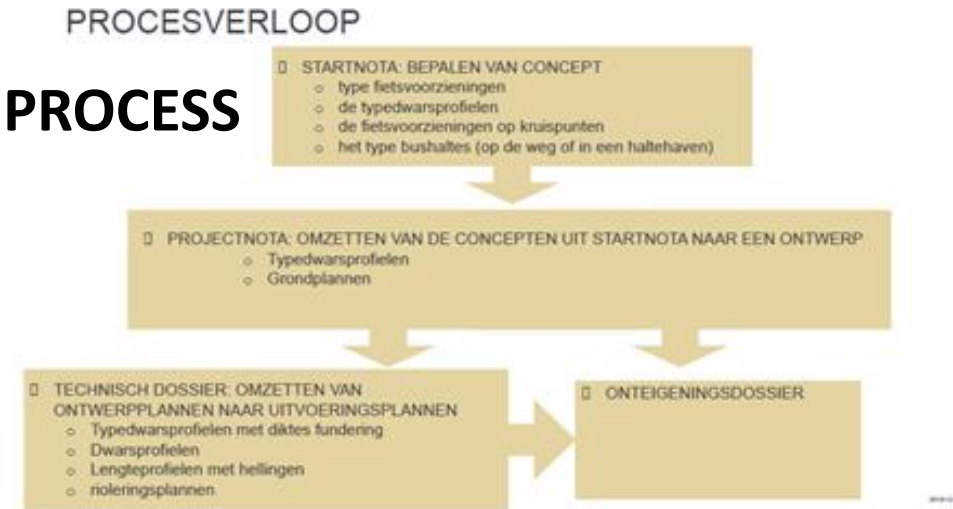 PROCESVERLOOP
PROCESS
STARTNOTA: BEPALEN VAN CONCEPT
o type fietsvoorzieningen
o de typedwarsprofielen
o de fietsvoorzieningen op kruispunten
o het type bushaltes (op de weg of in een haltehaven)
PROJECTNOTA: OMZETTEN VAN DE CONCEPTEN UIT STARTNOTA NAAR EEN ONTWERP
o Typedwarsprofielen
o Grondplannen
TECHNISCH DOSSIER: OMZETTEN VAN
ONTWERPPLANNEN NAAR UITVOERINGSPLANNEN
o Typedwarsprofielen met diktes fundering
o Dwarsprofielen
o Lengteprofielen met hellingen
o rioleringsplannen
ONTEIGENINGSDOSSIER